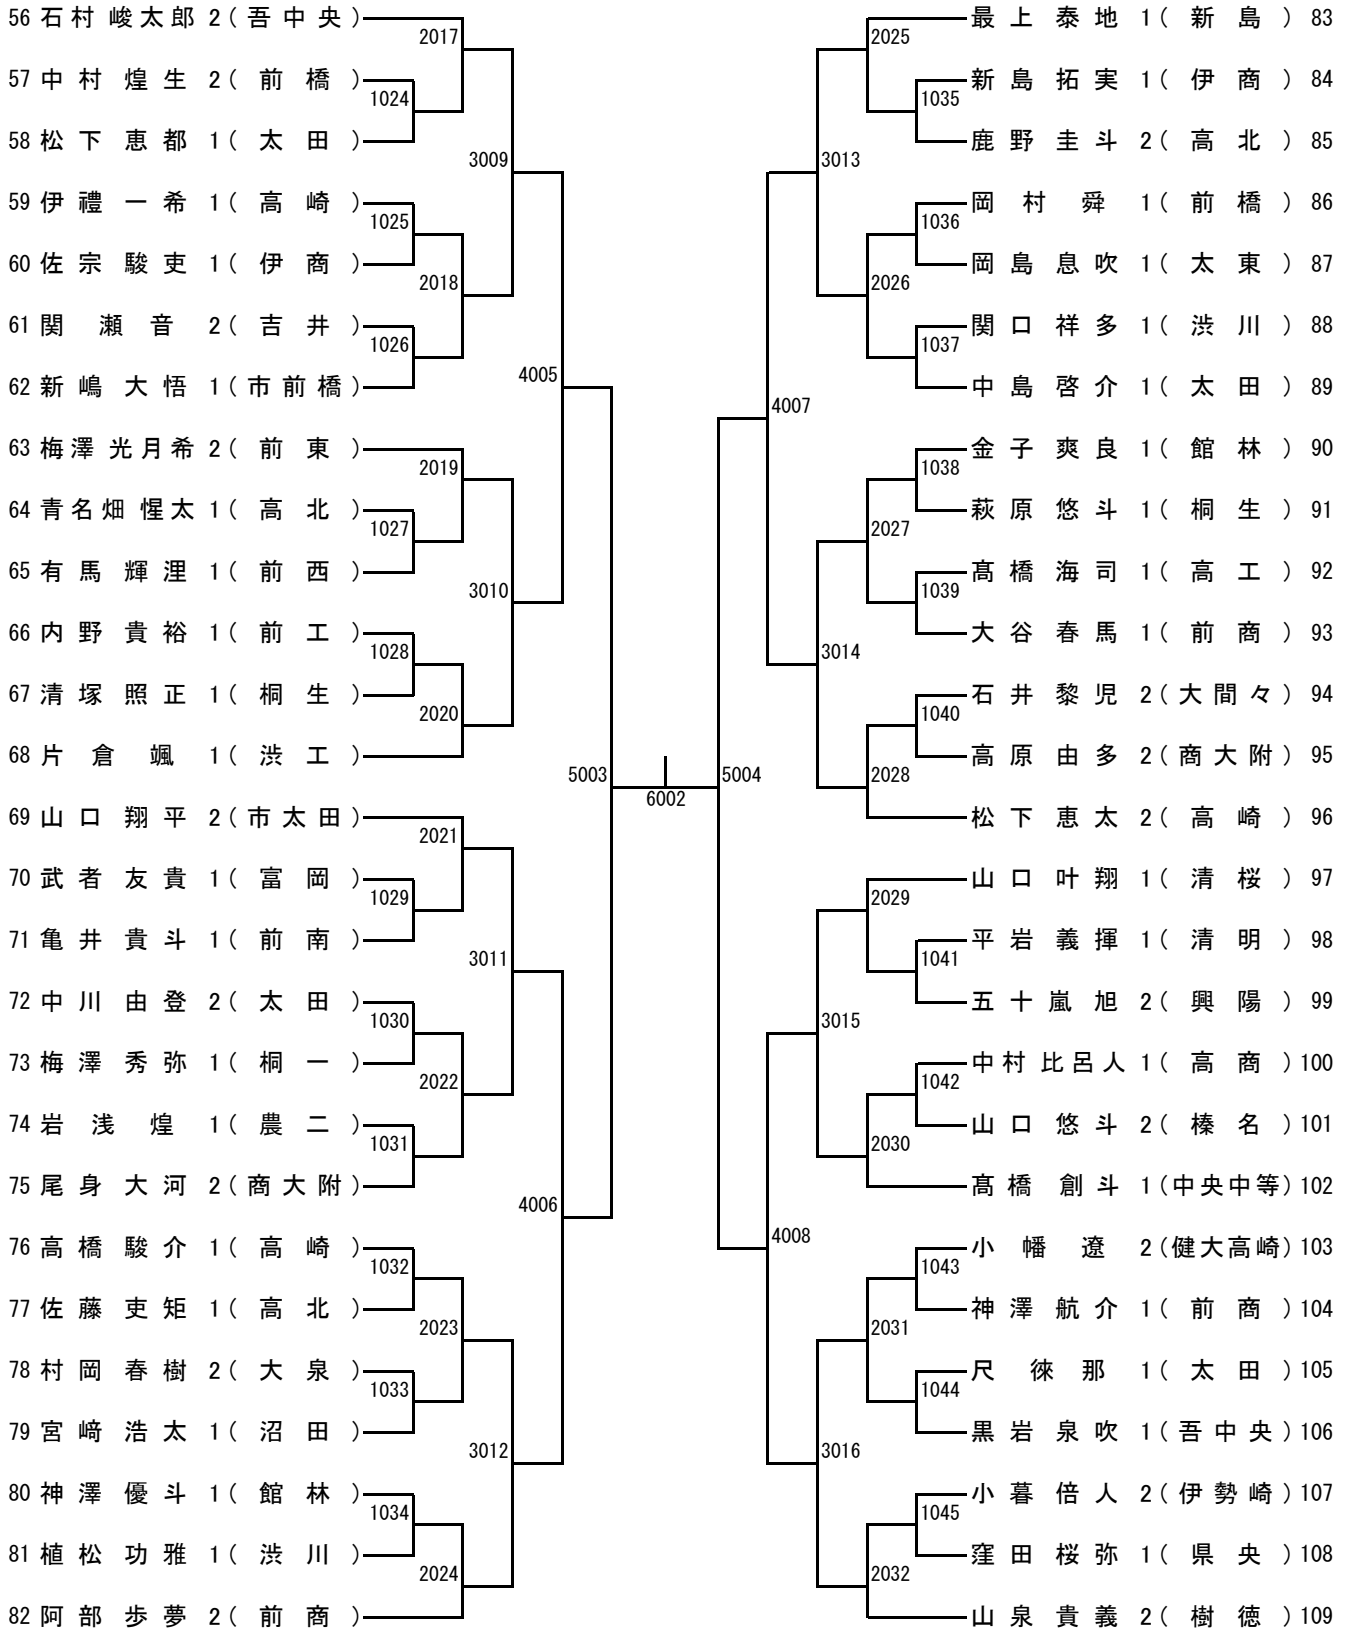 56 石村 峻太郎 2 ( 吾中央 )
2017
57 中村 煌生 2 ( 前橋 )
1024
58 松下 恵都 1 ( 太田 )
3009
59 伊禮 一希 1 ( 高崎 )
1025
60 佐宗 駿吏 1 ( 伊商 )
2018
61 関 瀬音 2 ( 吉井 )
1026
62 新嶋 大悟 1 ( 市前橋 )
4005
63 梅澤 光月希 2 ( 前東 )
2019
64 青名畑 惺太 1 ( 高北 )
1027
65 有馬 輝浬 1 ( 前西 )
3010
66 内野 貴裕 1 ( 前工 )
1028
67 清塚 照正 1 ( 桐生 )
2020
68 片倉 颯 1 ( 渋工 )
5003
69 山口 翔平 2 ( 市太田 )
2021
70 武者 友貴 1 ( 富岡 )
1029
71 亀井 貴斗 1 ( 前南 )
3011
72 中川 由登 2 ( 太田 )
1030
73 梅澤 秀弥 1 ( 桐一 )
2022
74 岩浅 煌 1 ( 農二 )
1031
75 尾身 大河 2 ( 商大附 )
4006
76 高橋 駿介 1 ( 高崎 )
1032
77 佐藤 吏矩 1 ( 高北 )
2023
78 村岡 春樹 2 ( 大泉 )
1033
79 宮﨑 浩太 1 ( 沼田 )
3012
80 神澤 優斗 1 ( 館林 )
1034
81 植松 功雅 1 ( 渋川 )
2024
82 阿部 歩夢 2 ( 前商 )
6002
最上 泰地 1 ( 新島 ) 83
2025
新島 拓実 1 ( 伊商 ) 84
1035
鹿野 圭斗 2 ( 高北 ) 85
3013
岡村 舜 1 ( 前橋 ) 86
1036
岡島 息吹 1 ( 太東 ) 87
2026
関口 祥多 1 ( 渋川 ) 88
1037
中島 啓介 1 ( 太田 ) 89
4007
金子 爽良 1 ( 館林 ) 90
1038
萩原 悠斗 1 ( 桐生 ) 91
2027
髙橋 海司 1 ( 高工 ) 92
1039
大谷 春馬 1 ( 前商 ) 93
3014
石井 黎児 2 ( 大間々 ) 94
1040
高原 由多 2 ( 商大附 ) 95
2028
松下 恵太 2 ( 高崎 ) 96
5004
山口 叶翔 1 ( 清桜 ) 97
2029
平岩 義揮 1 ( 清明 ) 98
1041
五十嵐 旭 2 ( 興陽 ) 99
3015
中村 比呂人 1 ( 高商 ) 100
1042
山口 悠斗 2 ( 榛名 ) 101
2030
髙橋 創斗 1 ( 中央中等 ) 102
4008
小幡 遼 2 ( 健大高崎 ) 103
1043
神澤 航介 1 ( 前商 ) 104
2031
尺 徠那 1 ( 太田 ) 105
1044
黒岩 泉吹 1 ( 吾中央 ) 106
3016
小暮 倍人 2 ( 伊勢崎 ) 107
1045
窪田 桜弥 1 ( 県央 ) 108
2032
山泉 貴義 2 ( 樹徳 ) 109